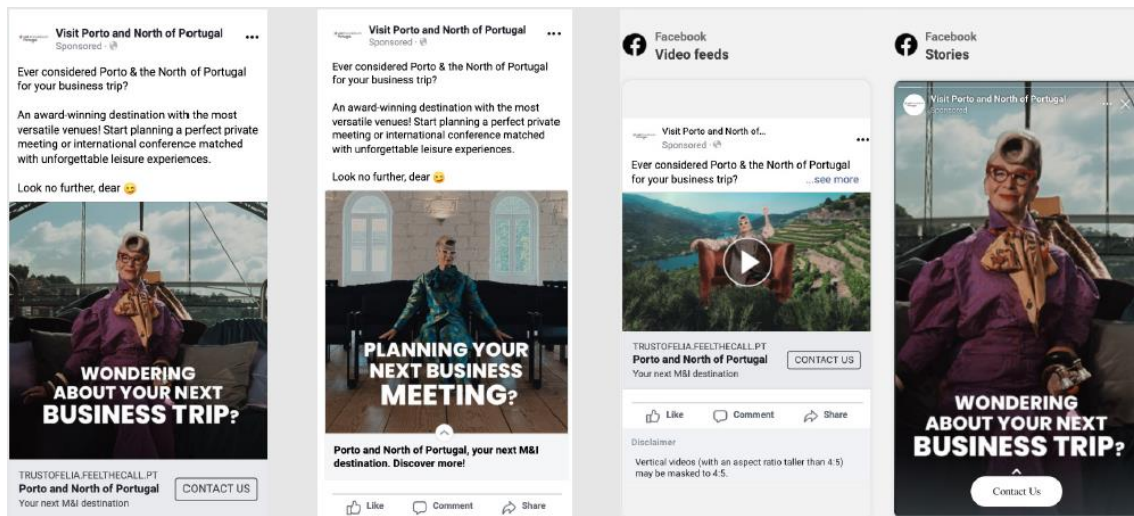 Visit Porto and North of Portugal
Sponsored ·
Ever considered Porto & the North of Portugal
for your business trip?
An award-winning destination with the most
versatile venues! Start planning a perfect private
meeting or international conference matched
with unforgettable leisure experiences.
Look no further, dear 😋
WONDERING
ABOUT YOUR NEXT
BUSINESS TRIP?
TRUSTOFELIA.FEELTHECALL.PT
Porto and North of Portugal
Your next M&I destination
CONTACT US
Visit Porto and North of Portugal
Sponsored ·
Ever considered Porto & the North of Portugal
for your business trip?
An award-winning destination with the most
versatile venues! Start planning a perfect private
meeting or international conference matched
with unforgettable leisure experiences.
Look no further, dear 😋
PLANNING YOUR
NEXT BUSINESS
MEETING?
Porto and North of Portugal, your next M&I
destination. Discover more!
Like Comment Share
Facebook
Video feeds
Visit Porto and North of...
Sponsored ·
Ever considered Porto & the North of Portugal
for your business trip? ...see more
TRUSTOFELIA.FEELTHECALL.PT
Porto and North of Portugal
Your next M&I destination
CONTACT US
Like Comment Share
Disclaimer
Vertical videos (with an aspect ratio taller than 4:5)
may be masked to 4:5.
Facebook
Stories
Visit Porto and North of Portugal
Sponsored
WONDERING
ABOUT YOUR NEXT
BUSINESS TRIP?
Contact Us